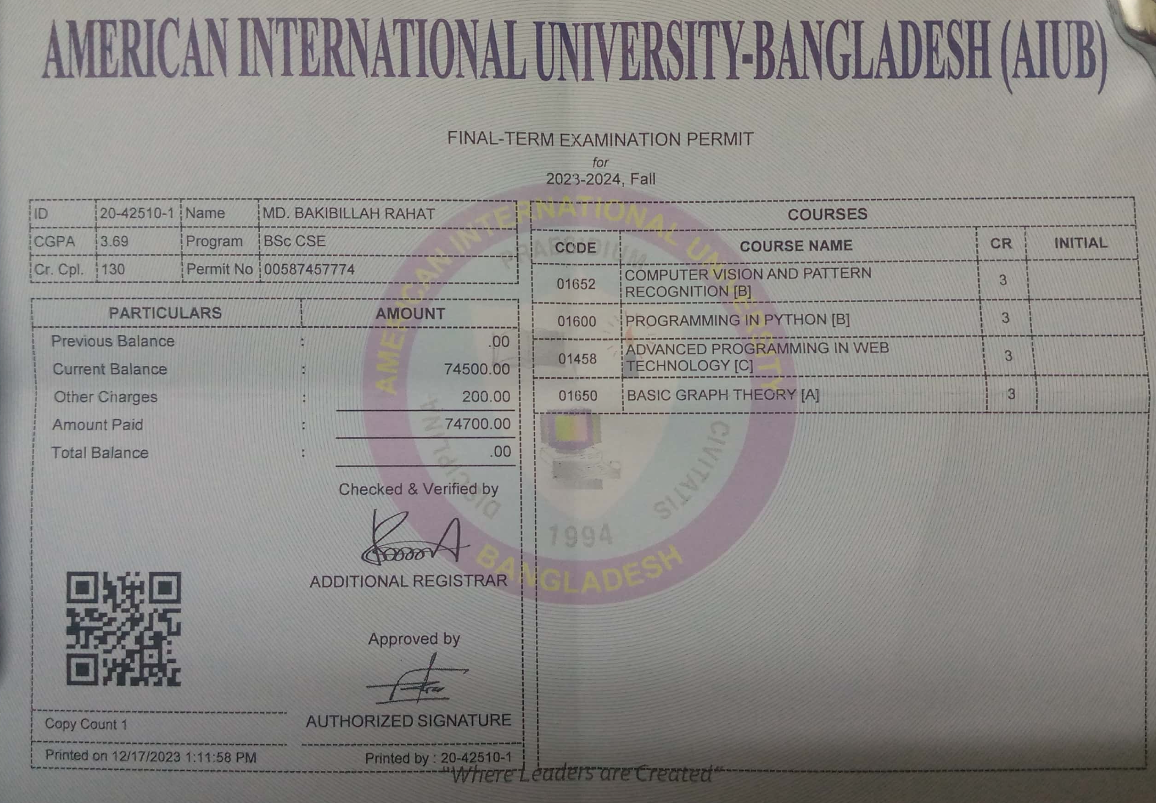 AMERICAN INTERNATIONAL UNIVERSITY-BANGLADESH (AIUB)
FINAL-TERM EXAMINATION PERMIT
for
2023-2024, Fall
ID 20-42510-1 Name MD. BAKIBILLAH RAHAT
CGPA 3.69 Program BSc CSE
Cr. Cpl. 130 Permit No 00587457774
PARTICULARS AMOUNT
Previous Balance : .00
Current Balance : 74500.00
Other Charges : 200.00
Amount Paid : 74700.00
Total Balance : .00
Checked & Verified by
ADDITIONAL REGISTRAR
Approved by
AUTHORIZED SIGNATURE
Copy Count 1
Printed on 12/17/2023 1:11:58 PM Printed by : 20-42510-1
COURSES
CODE COURSE NAME CR INITIAL
01652 COMPUTER VISION AND PATTERN
RECOGNITION [B] 3
01600 PROGRAMMING IN PYTHON [B] 3
01458 ADVANCED PROGRAMMING IN WEB
TECHNOLOGY [C] 3
01650 BASIC GRAPH THEORY [A] 3
AMERICAN INTERNATIONAL UNIVERSITY
BANGLADESH
PRAESIDIUM
DISCIPLINA
CIVITATIS
1994
"Where Leaders are Created"